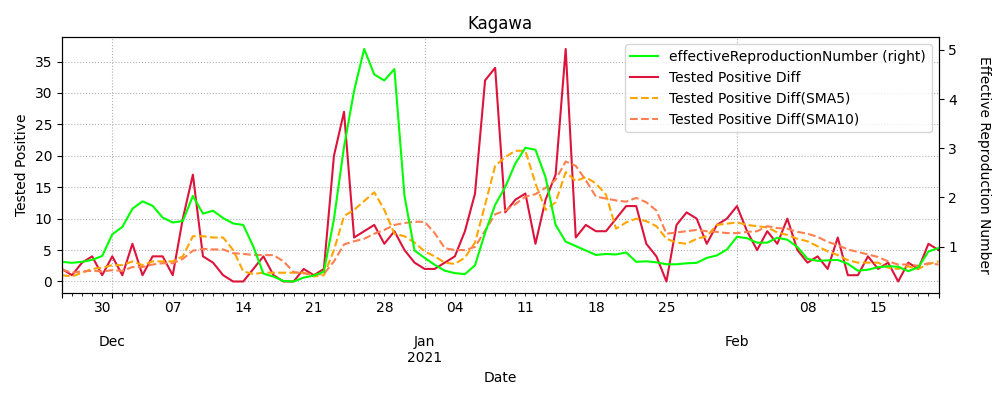 Kagawa
effectiveReproductionNumber (right)
Tested Positive Diff
Tested Positive Diff(SMA5)
Tested Positive Diff(SMA10)
Tested Positive
35
30
25
20
15
10
5
0
5
4
3
2
1
Effective Reproduction Number
30 07 14 21 28 04 11 18 25 08 15
Dec Jan Feb
2021
Date